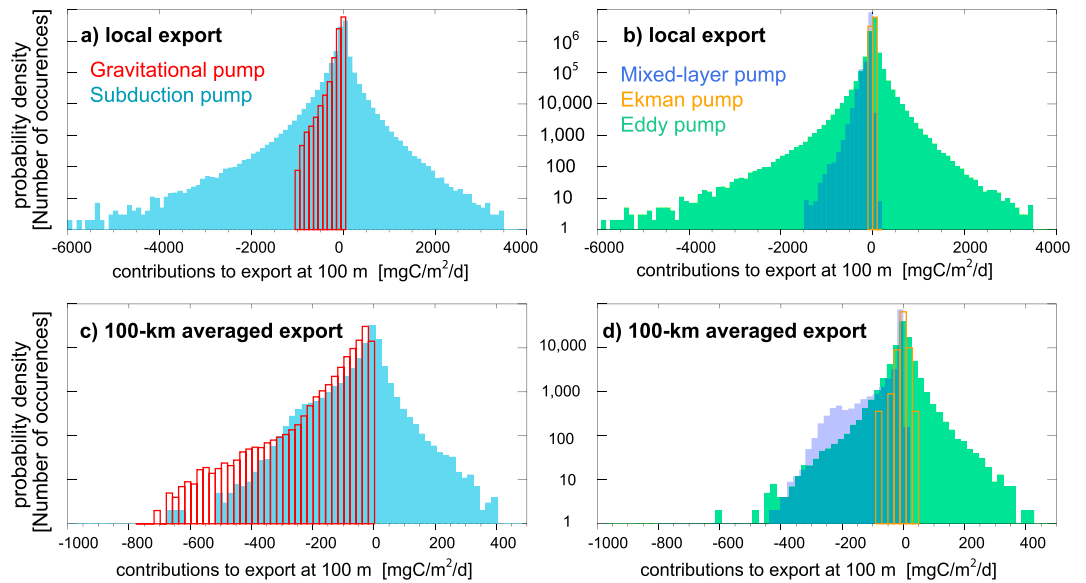 a) local export
Gravitational pump
Subduction pump
probability density
[Number of occurences]
-6000 -4000 -2000 0 2000 4000
contributions to export at 100 m [mgC/m²/d]
b) local export
Mixed-layer pump
Ekman pump
Eddy pump
10⁶
10⁵
10,000
1,000
100
10
1
-6000 -4000 -2000 0 2000 4000
contributions to export at 100 m [mgC/m²/d]
c) 100-km averaged export
probability density
[Number of occurences]
-1000 -800 -600 -400 -200 0 200 400
contributions to export at 100 m [mgC/m²/d]
d) 100-km averaged export
10,000
1,000
100
10
1
-1000 -800 -600 -400 -200 0 200 400
contributions to export at 100 m [mgC/m²/d]